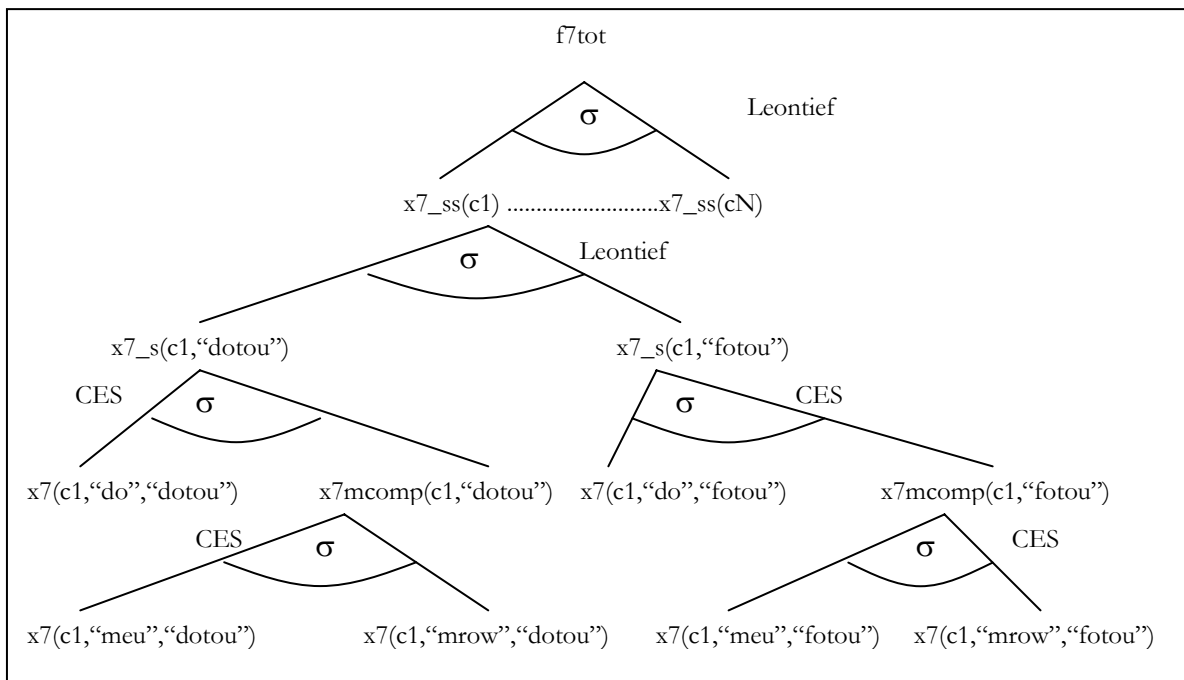 f7tot
Leontief
σ
x7_ss(c1) ..........................x7_ss(cN)
σ Leontief
x7_s(c1,“dotou”) x7_s(c1,“fotou”)
CES σ σ CES
x7(c1,“do”,“dotou”) x7mcomp(c1,“dotou”) x7(c1,“do”,“fotou”) x7mcomp(c1,“fotou”)
CES σ σ CES
x7(c1,“meu”,“dotou”) x7(c1,“mrow”,“dotou”) x7(c1,“meu”,“fotou”) x7(c1,“mrow”,“fotou”)